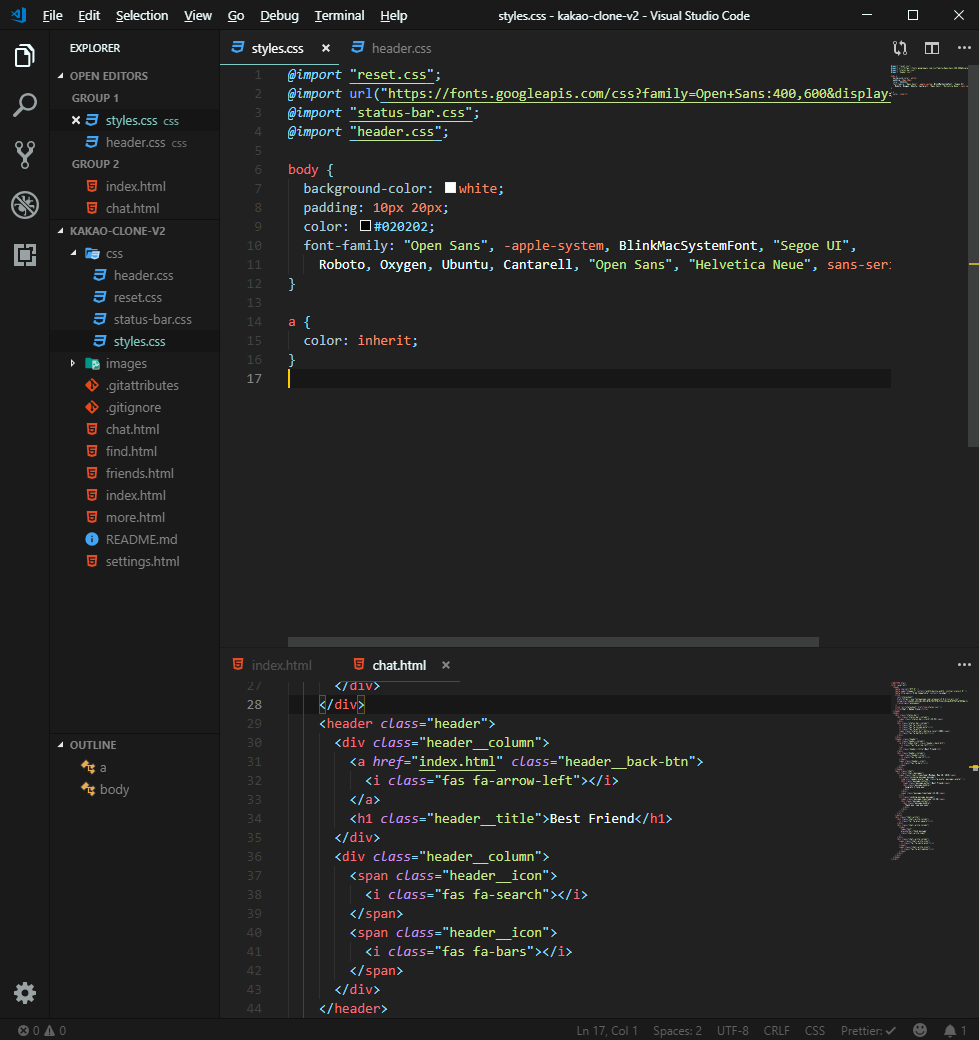 File Edit Selection View Go Debug Terminal Help styles.css - kakao-clone-v2 - Visual Studio Code
EXPLORER
OPEN EDITORS
GROUP 1
styles.css css
header.css css
GROUP 2
index.html
chat.html
KAKAO-CLONE-V2
css
header.css
reset.css
status-bar.css
styles.css
images
.gitattributes
.gitignore
chat.html
find.html
friends.html
index.html
more.html
README.md
settings.html
OUTLINE
a
body
styles.css header.css
1 @import "reset.css";
2 @import url("https://fonts.googleapis.com/css?family=Open+Sans:400,600&display=
3 @import "status-bar.css";
4 @import "header.css";
5
6 body {
7 background-color: white;
8 padding: 10px 20px;
9 color: #020202;
10 font-family: "Open Sans", -apple-system, BlinkMacSystemFont, "Segoe UI",
11 Roboto, Oxygen, Ubuntu, Cantarell, "Open Sans", "Helvetica Neue", sans-seri
12 }
13
14 a {
15 color: inherit;
16 }
17
index.html chat.html
27 </div>
28 </div>
29 <header class="header">
30 <div class="header__column">
31 <a href="index.html" class="header__back-btn">
32 <i class="fas fa-arrow-left"></i>
33 </a>
34 <h1 class="header__title">Best Friend</h1>
35 </div>
36 <div class="header__column">
37 <span class="header__icon">
38 <i class="fas fa-search"></i>
39 </span>
40 <span class="header__icon">
41 <i class="fas fa-bars"></i>
42 </span>
43 </div>
44 </header>
0 0 Ln 17, Col 1 Spaces: 2 UTF-8 CRLF CSS Prettier: 1